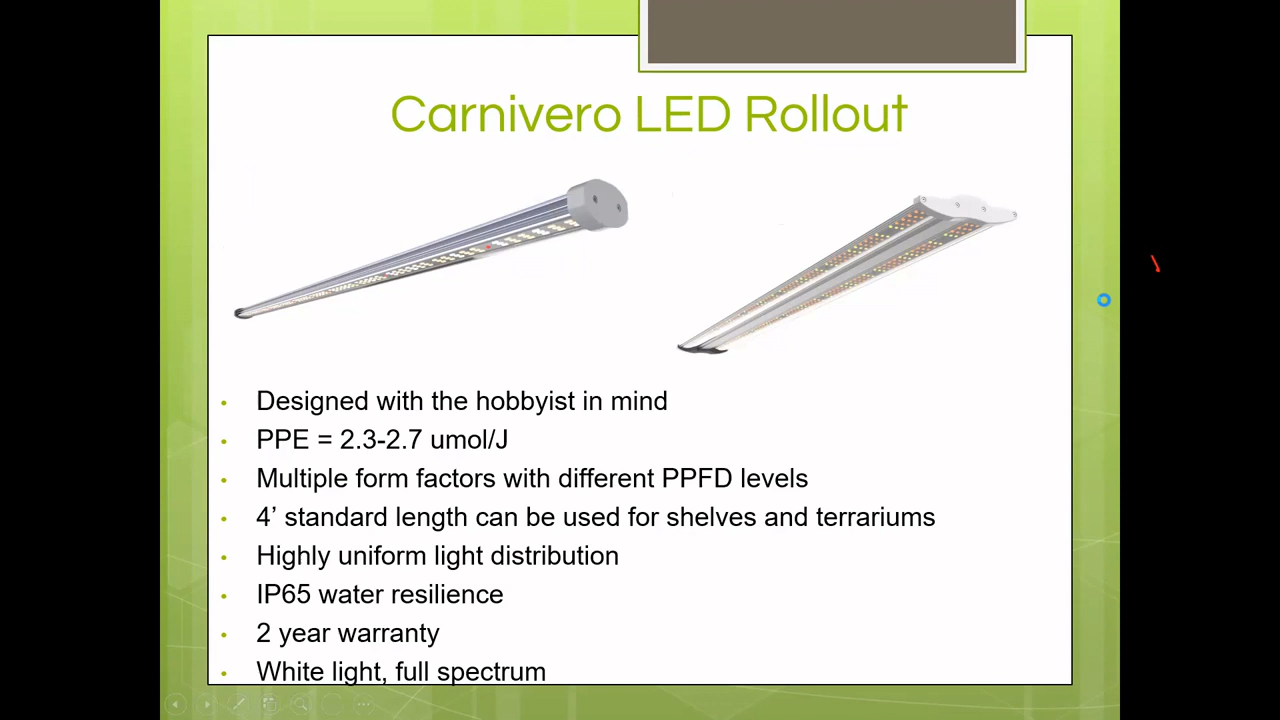 Carnivero LED Rollout
• Designed with the hobbyist in mind
• PPE = 2.3-2.7 umol/J
• Multiple form factors with different PPFD levels
• 4’ standard length can be used for shelves and terrariums
• Highly uniform light distribution
• IP65 water resilience
• 2 year warranty
• White light, full spectrum